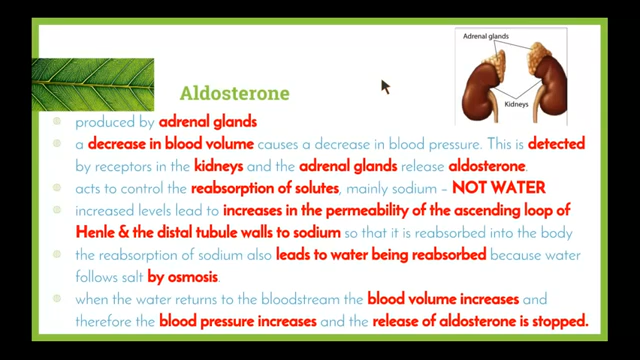 Adrenal glands
Kidneys
Aldosterone
produced by adrenal glands
a decrease in blood volume causes a decrease in blood pressure. This is detected
by receptors in the kidneys and the adrenal glands release aldosterone.
acts to control the reabsorption of solutes, mainly sodium – NOT WATER
increased levels lead to increases in the permeability of the ascending loop of
Henle & the distal tubule walls to sodium so that it is reabsorbed into the body
the reabsorption of sodium also leads to water being reabsorbed because water
follows salt by osmosis.
when the water returns to the bloodstream the blood volume increases and
therefore the blood pressure increases and the release of aldosterone is stopped.